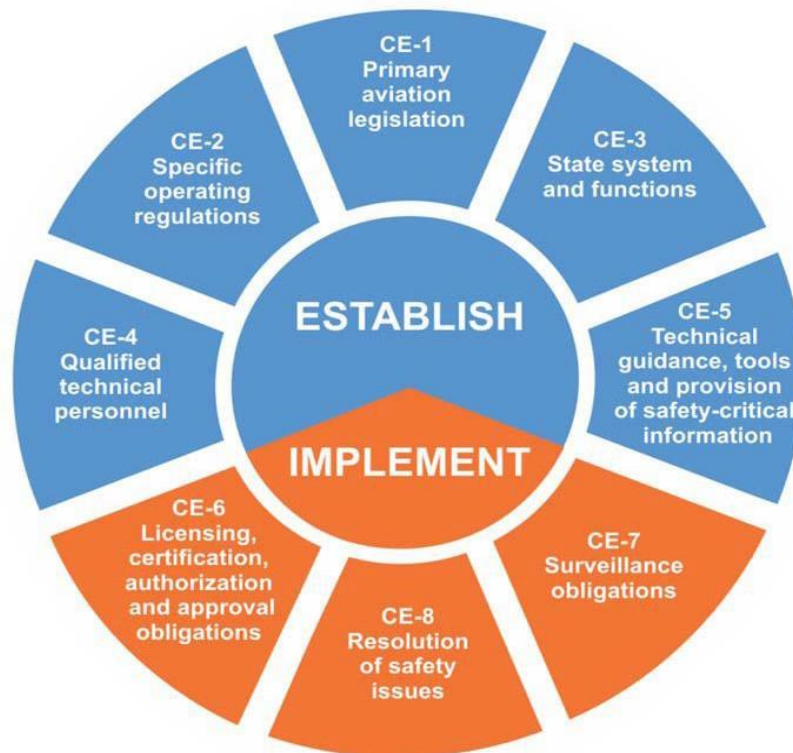 CE-1
Primary
aviation
legislation
CE-2
Specific
operating
regulations
CE-3
State system
and functions
CE-4
Qualified
technical
personnel
CE-5
Technical
guidance, tools
and provision
of safety-critical
information
ESTABLISH
IMPLEMENT
CE-6
Licensing,
certification,
authorization
and approval
obligations
CE-7
Surveillance
obligations
CE-8
Resolution
of safety
issues